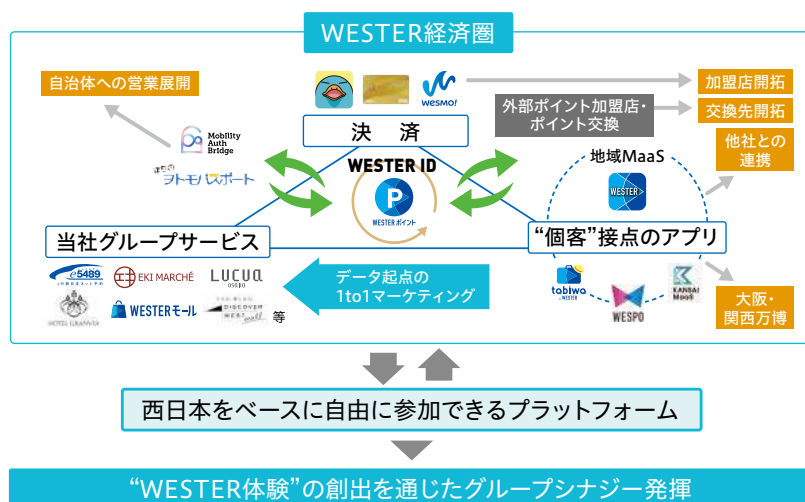 WESTER経済圏
自治体への営業展開
wesmo!
加盟店開拓
外部ポイント加盟店・
ポイント交換
交換先開拓
決済
他社との
連携
Mobility
Auth
Bridge
WESTER ID
地域MaaS
WESTER
P
WESTERポイント
当社グループサービス
“個客”接点のアプリ
e5489
EKI MARCHÉ
LUCUA
OSAKA
データ起点の
1to1マーケティング
tabiwa
by WESTER
KANSAI
MaaS
大阪・
関西万博
HOTEL GRANVIA
WESTERモール
DISCOVER
WEST mall
等
WESPO
西日本をベースに自由に参加できるプラットフォーム
“WESTER体験”の創出を通じたグループシナジー発揮